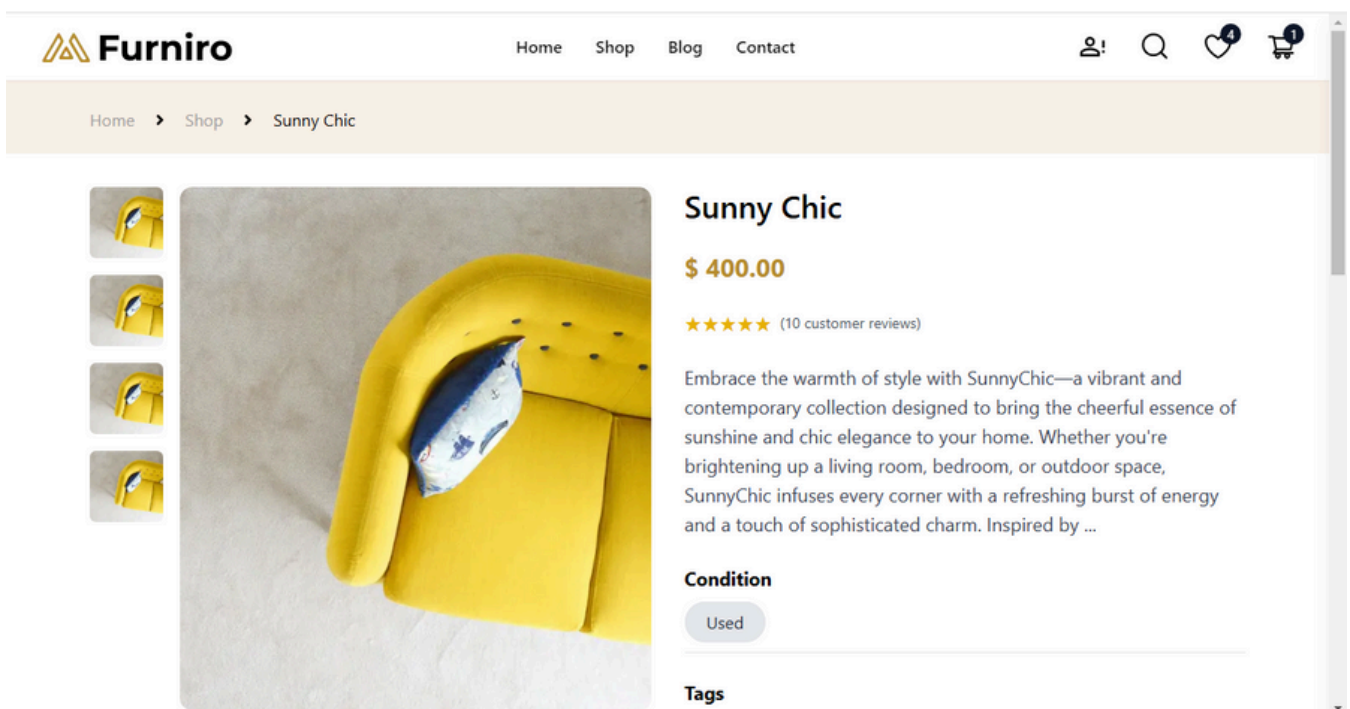 Furniro
Home Shop Blog Contact
4
1
Home Shop Sunny Chic
Sunny Chic
$ 400.00
(10 customer reviews)
Embrace the warmth of style with SunnyChic—a vibrant and
contemporary collection designed to bring the cheerful essence of
sunshine and chic elegance to your home. Whether you're
brightening up a living room, bedroom, or outdoor space,
SunnyChic infuses every corner with a refreshing burst of energy
and a touch of sophisticated charm. Inspired by ...
Condition
Used
Tags